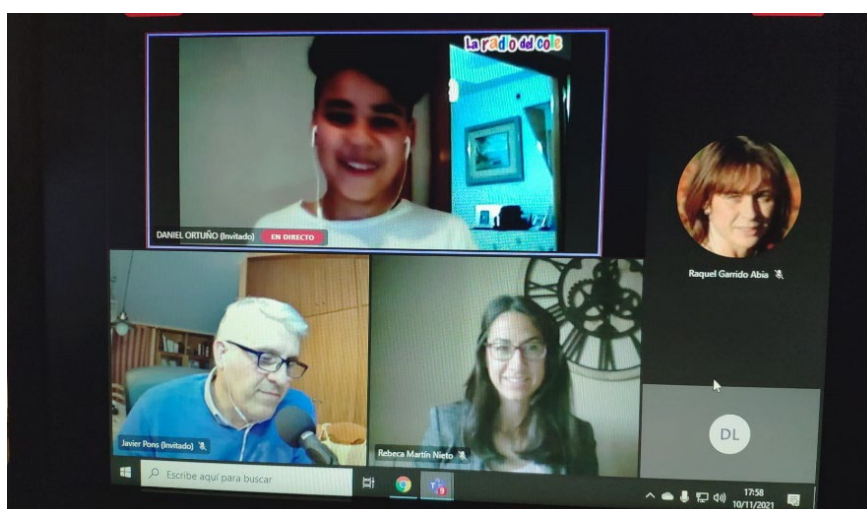 La radio del cole
DANIEL ORTUÑO (Invitado) EN DIRECTO
Raquel Garrido Abia
Javier Pons (Invitado)
Rebeca Martín Nieto
DL
Escribe aquí para buscar
9
17:58
10/11/2021